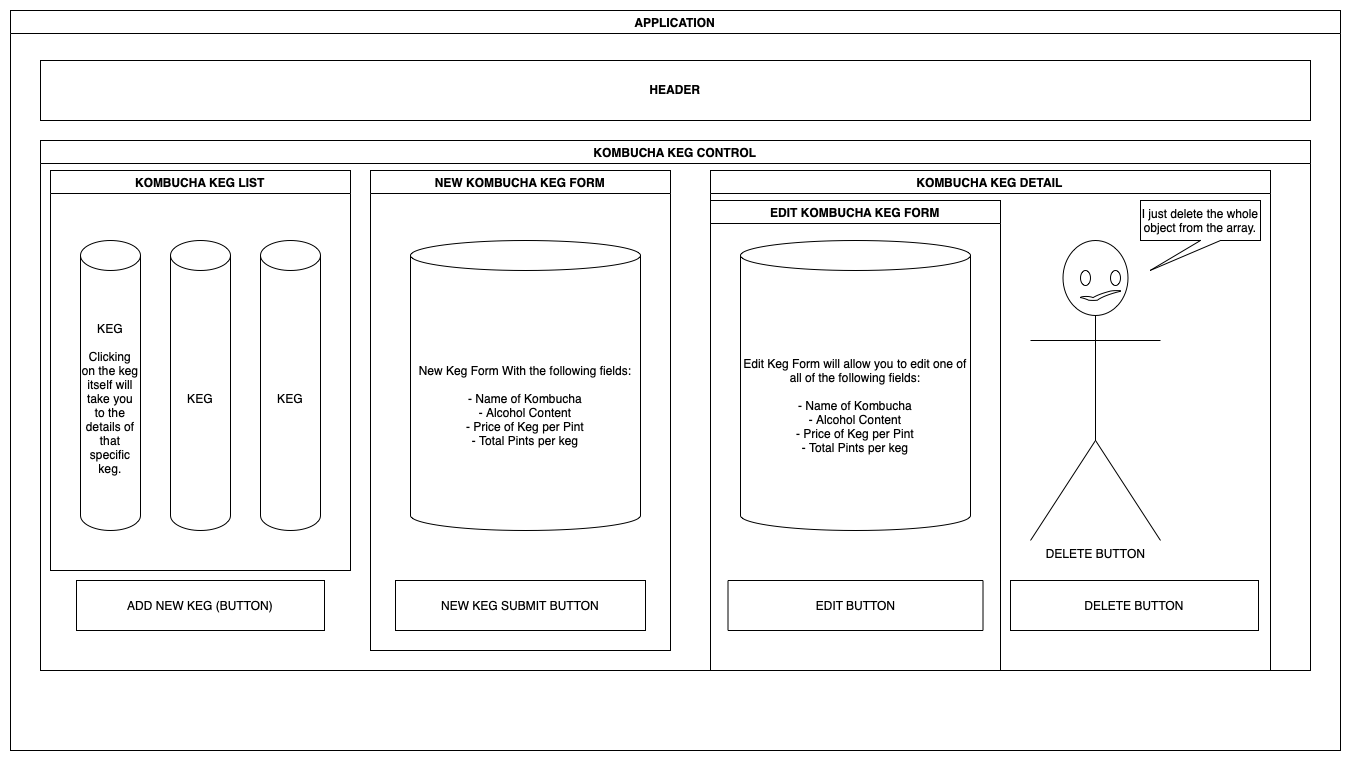 APPLICATION
HEADER
KOMBUCHA KEG CONTROL
KOMBUCHA KEG LIST
KEG
Clicking
on the keg
itself will
take you
to the
details of
that
specific
keg.
KEG
KEG
ADD NEW KEG (BUTTON)
NEW KOMBUCHA KEG FORM
New Keg Form With the following fields:
- Name of Kombucha
- Alcohol Content
- Price of Keg per Pint
- Total Pints per keg
NEW KEG SUBMIT BUTTON
KOMBUCHA KEG DETAIL
EDIT KOMBUCHA KEG FORM
Edit Keg Form will allow you to edit one of
all of the following fields:
- Name of Kombucha
- Alcohol Content
- Price of Keg per Pint
- Total Pints per keg
EDIT BUTTON
I just delete the whole
object from the array.
DELETE BUTTON
DELETE BUTTON